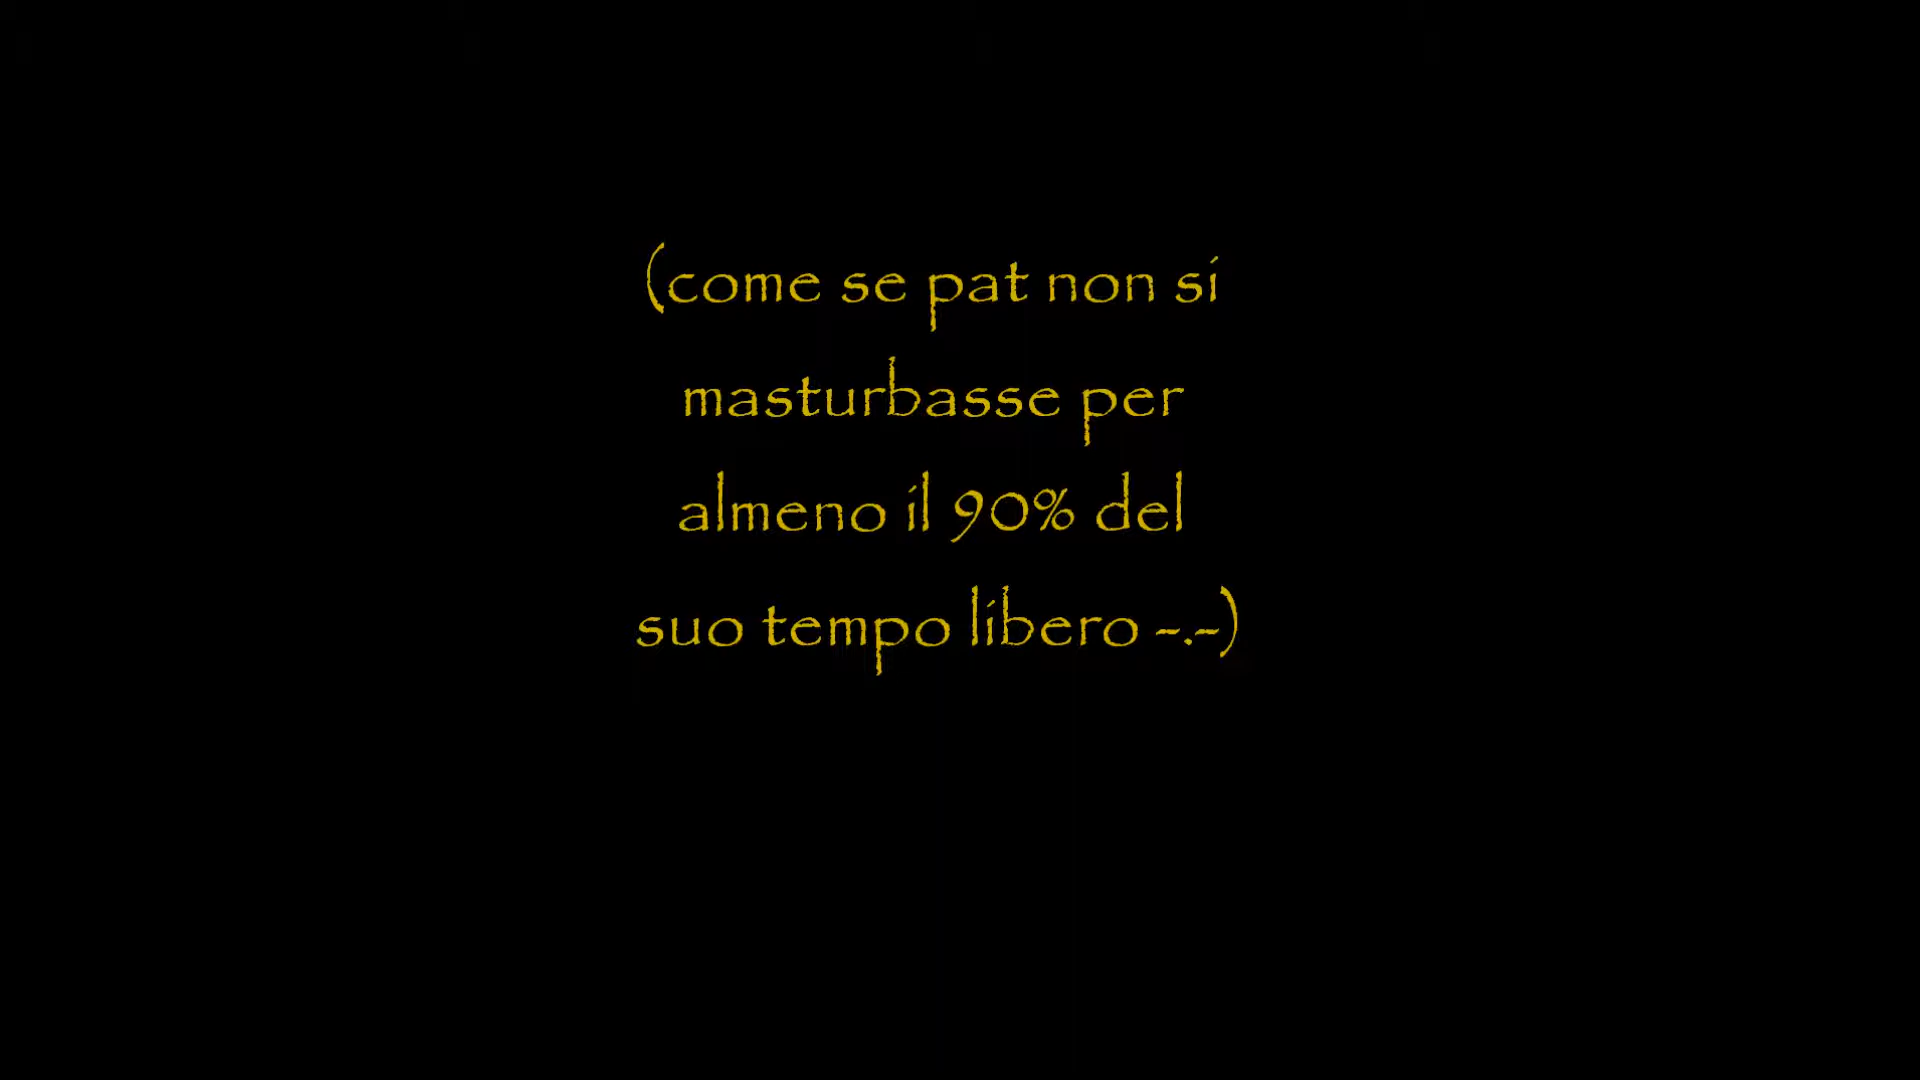 (come se pat non si
masturbasse per
almeno il 90% del
suo tempo libero -.-)